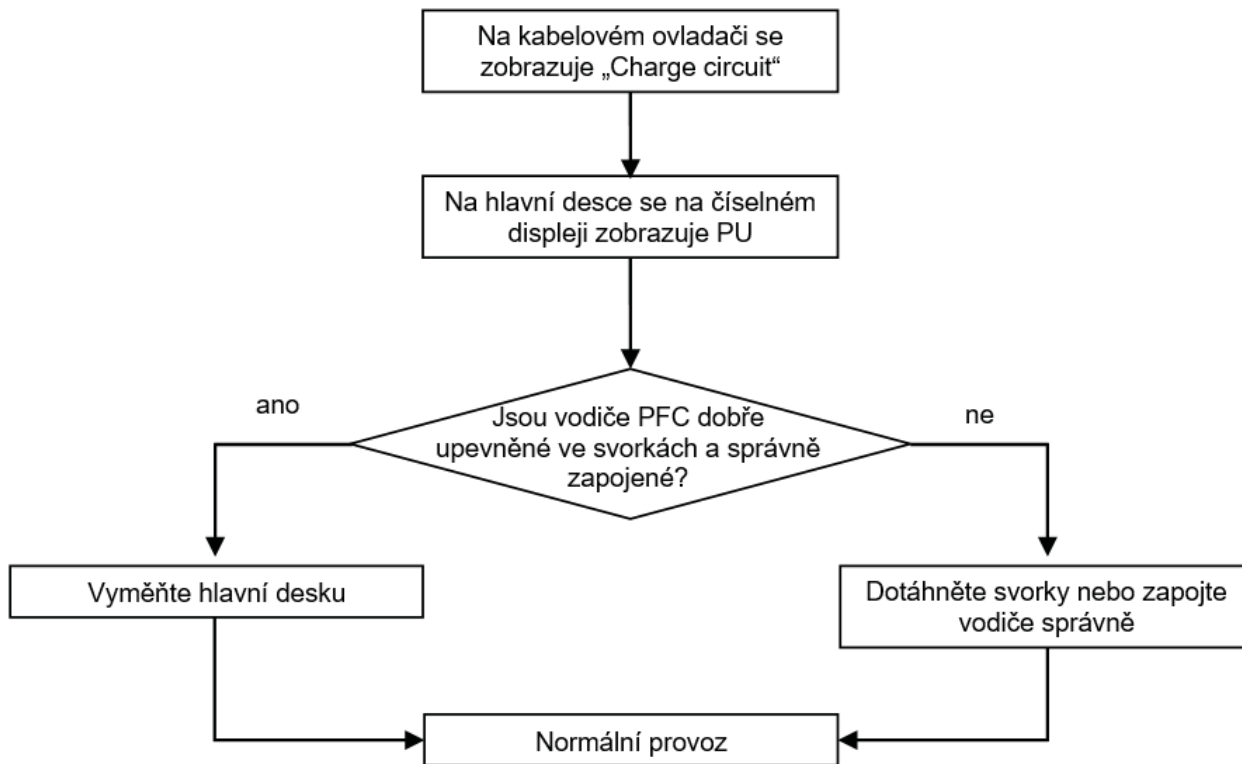 Na kabelovém ovladači se
zobrazuje „Charge circuit“
Na hlavní desce se na číselném
displeji zobrazuje PU
ano
Jsou vodiče PFC dobře
upevněné ve svorkách a správně
zapojené?
ne
Vyměňte hlavní desku
Dotáhněte svorky nebo zapojte
vodiče správně
Normální provoz